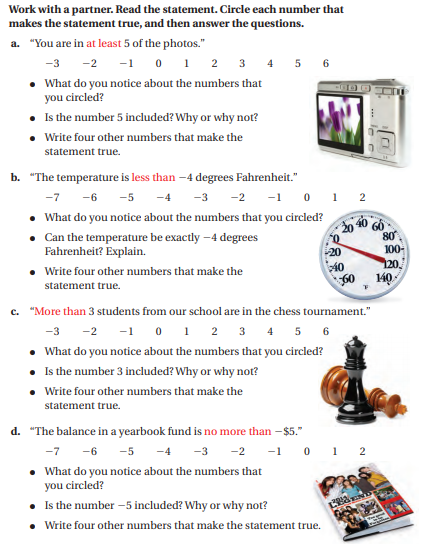 Work with a partner. Read the statement. Circle each number that
makes the statement true, and then answer the questions.
a. “You are in at least 5 of the photos.”
−3 −2 −1 0 1 2 3 4 5 6
• What do you notice about the numbers that
you circled?
• Is the number 5 included? Why or why not?
• Write four other numbers that make the
statement true.
b. “The temperature is less than −4 degrees Fahrenheit.”
−7 −6 −5 −4 −3 −2 −1 0 1 2
• What do you notice about the numbers that you circled?
• Can the temperature be exactly −4 degrees
Fahrenheit? Explain.
• Write four other numbers that make the
statement true.
-60 -40 -20 0 20 40 60 80 100 120 140
°F
c. “More than 3 students from our school are in the chess tournament.”
−3 −2 −1 0 1 2 3 4 5 6
• What do you notice about the numbers that you circled?
• Is the number 3 included? Why or why not?
• Write four other numbers that make the
statement true.
d. “The balance in a yearbook fund is no more than −$5.”
−7 −6 −5 −4 −3 −2 −1 0 1 2
• What do you notice about the numbers that
you circled?
• Is the number −5 included? Why or why not?
• Write four other numbers that make the statement true.
LEGEND